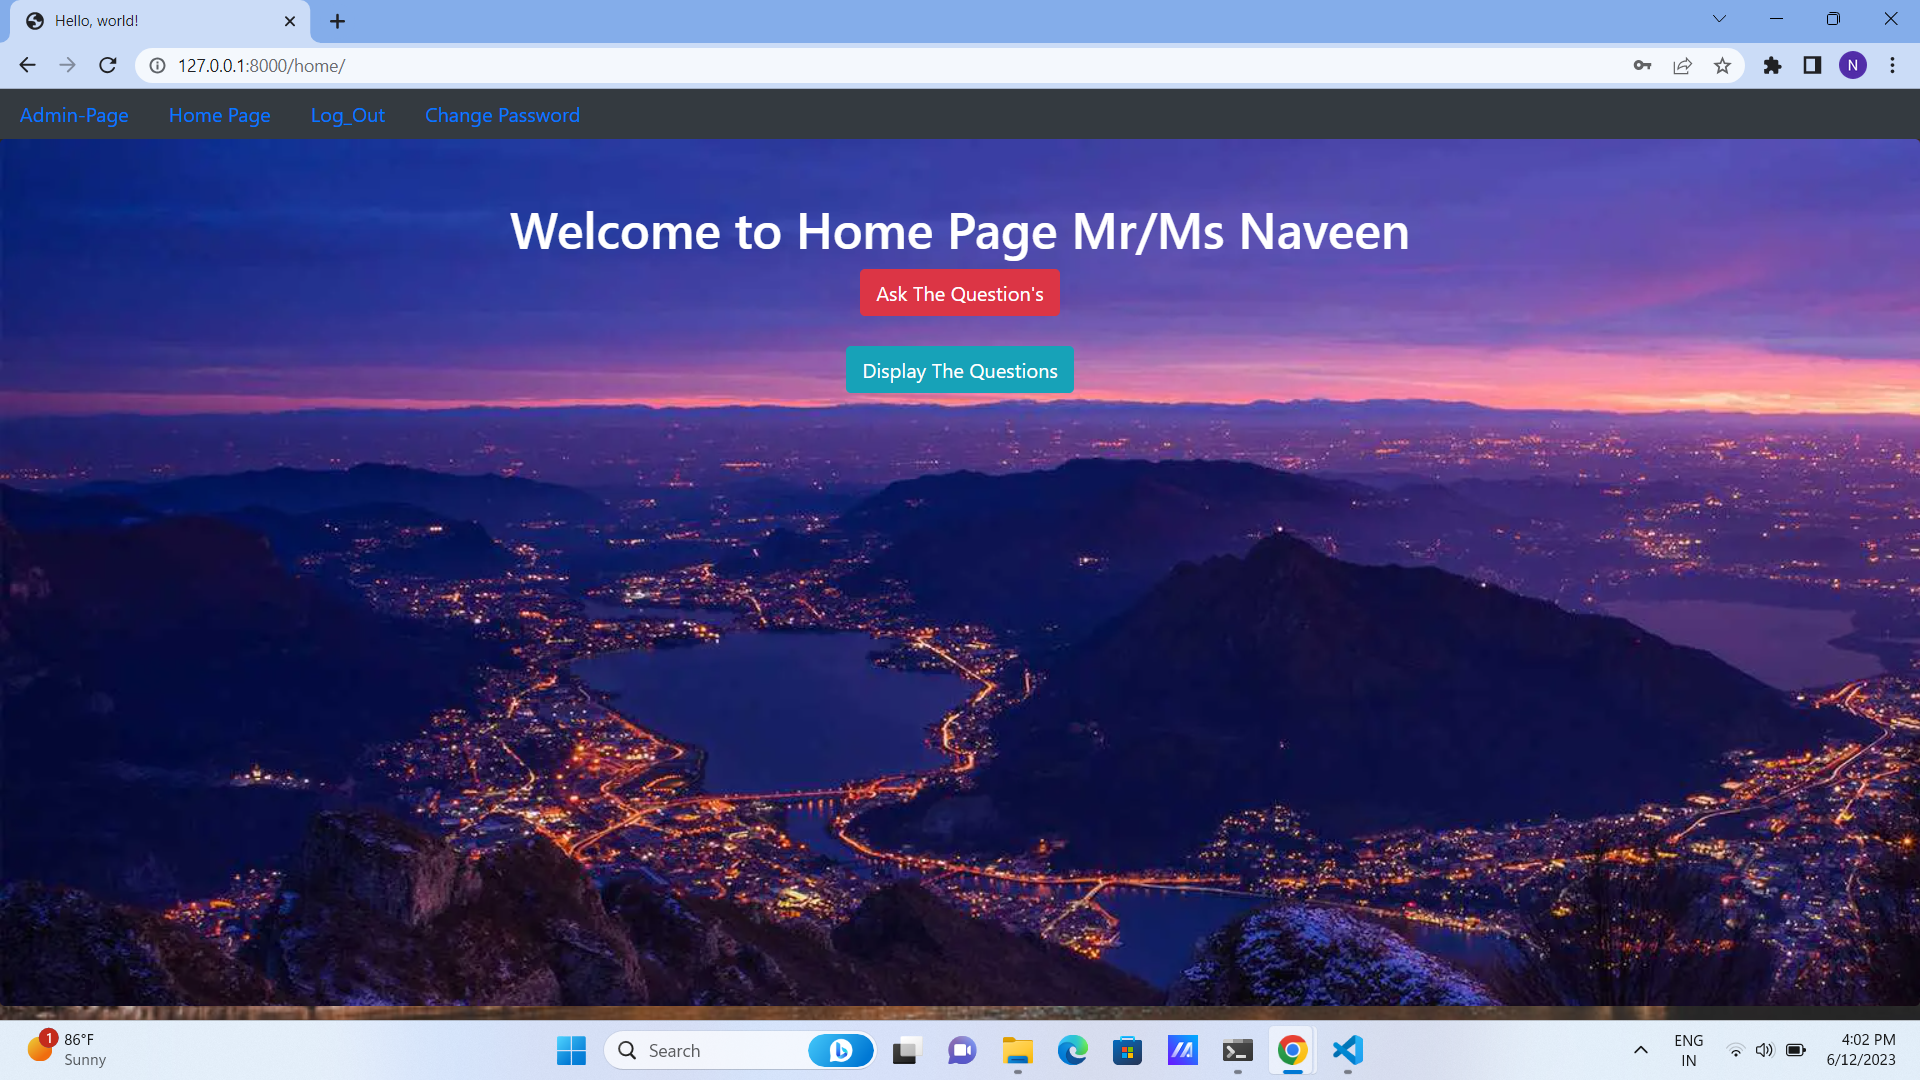 Hello, world!
127.0.0.1:8000/home/
N
Admin-Page Home Page Log_Out Change Password
Welcome to Home Page Mr/Ms Naveen
Ask The Question's
Display The Questions
1
86°F
Sunny
Search
ENG
IN
4:02 PM
6/12/2023